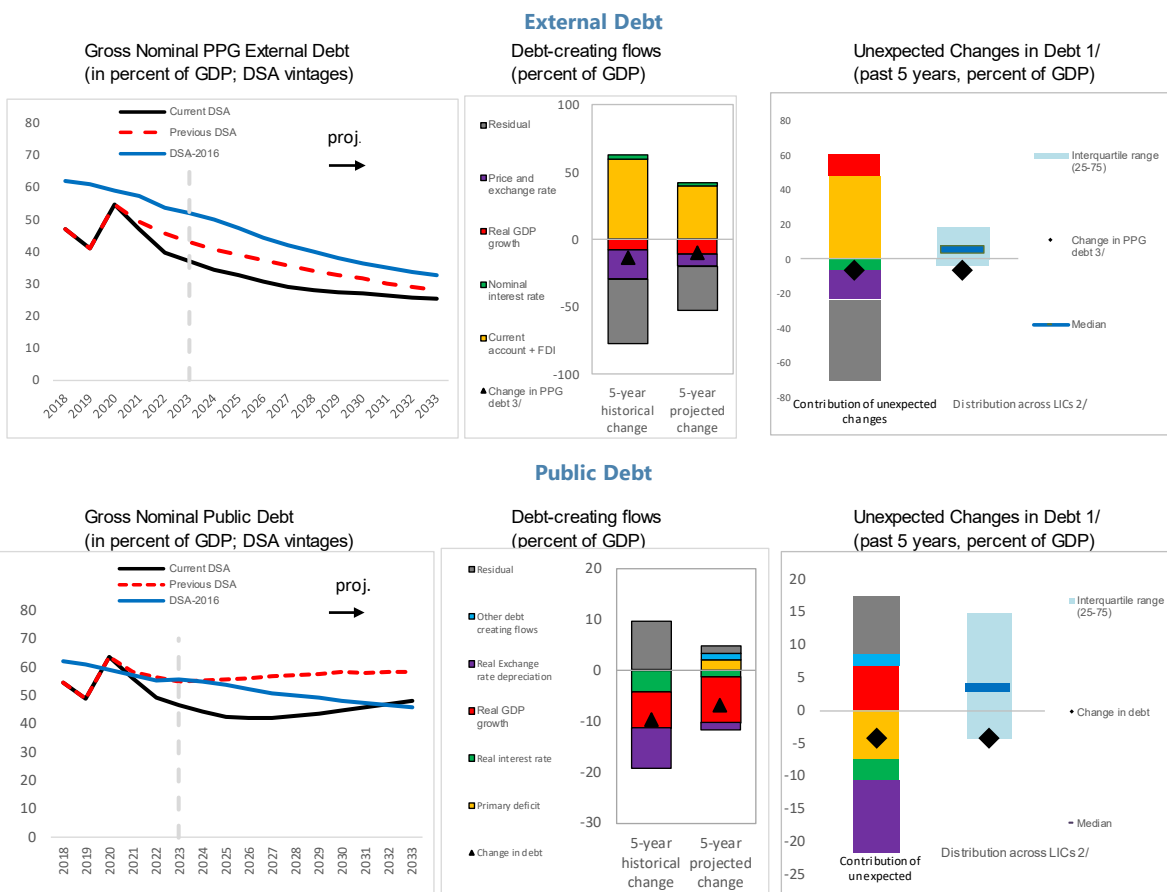 External Debt
Gross Nominal PPG External Debt
(in percent of GDP; DSA vintages)
Current DSA
Previous DSA
DSA-2016
proj.
80
70
60
50
40
30
20
10
0
2018
2019
2020
2021
2022
2023
2024
2025
2026
2027
2028
2029
2030
2031
2032
2033
Debt-creating flows
(percent of GDP)
Residual
Price and
exchange rate
Real GDP
growth
Nominal
interest rate
Current
account + FDI
Change in PPG
debt 3/
100
50
0
-50
-100
5-year
historical
change
5-year
projected
change
Unexpected Changes in Debt 1/
(past 5 years, percent of GDP)
80
60
40
20
0
-20
-40
-60
-80
Interquartile range
(25-75)
Change in PPG
debt 3/
Median
Contribution of unexpected
changes
Distribution across LICs 2/
Public Debt
Gross Nominal Public Debt
(in percent of GDP; DSA vintages)
Current DSA
Previous DSA
DSA-2016
proj.
80
70
60
50
40
30
20
10
0
2018
2019
2020
2021
2022
2023
2024
2025
2026
2027
2028
2029
2030
2031
2032
2033
Debt-creating flows
(percent of GDP)
Residual
Other debt
creating flows
Real Exchange
rate depreciation
Real GDP
growth
Real interest rate
Primary deficit
Change in debt
20
10
0
-10
-20
-30
5-year
historical
change
5-year
projected
change
Unexpected Changes in Debt 1/
(past 5 years, percent of GDP)
20
15
10
5
0
-5
-10
-15
-20
-25
Interquartile range
(25-75)
Change in debt
Median
Contribution of
unexpected
Distribution across LICs 2/